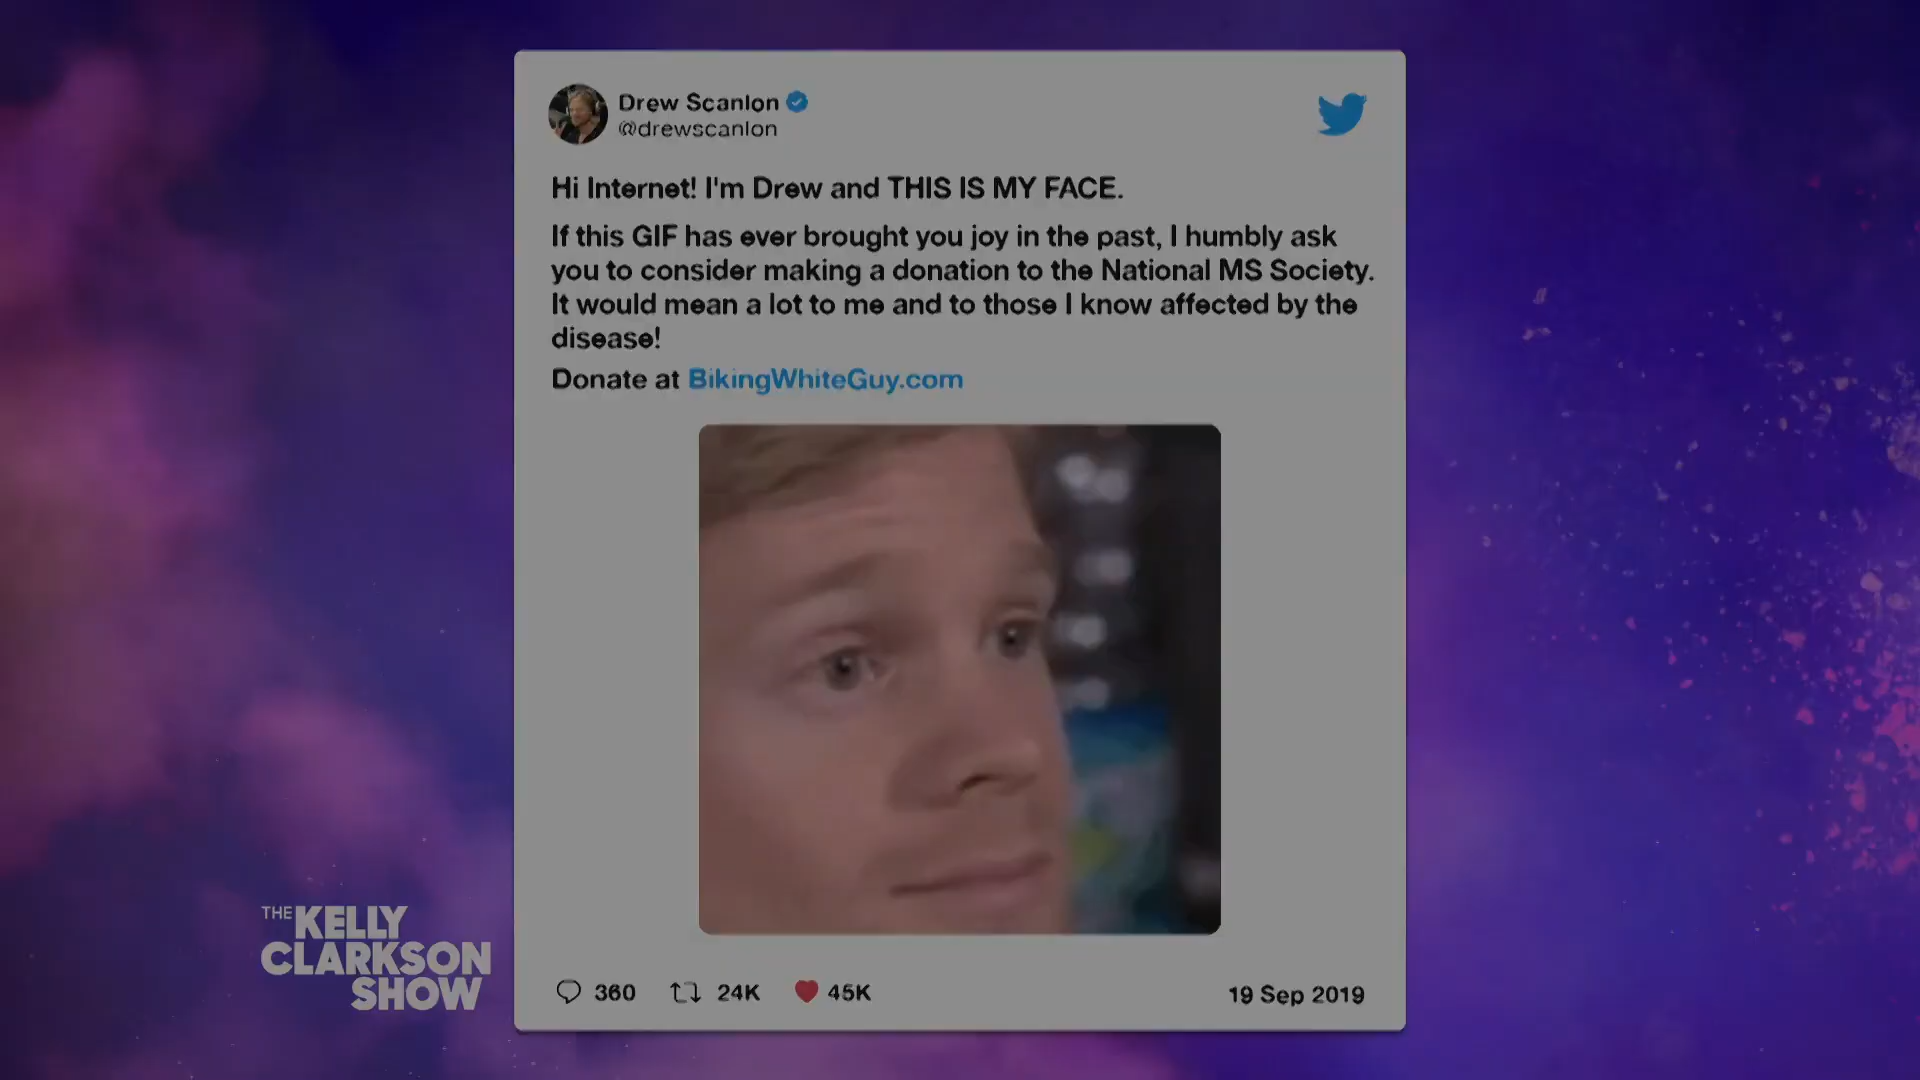 Drew Scanlon
@drewscanlon
Hi Internet! I'm Drew and THIS IS MY FACE.
If this GIF has ever brought you joy in the past, I humbly ask
you to consider making a donation to the National MS Society.
It would mean a lot to me and to those I know affected by the
disease!
Donate at BikingWhiteGuy.com
360 24K 45K
19 Sep 2019
THE KELLY
CLARKSON
SHOW